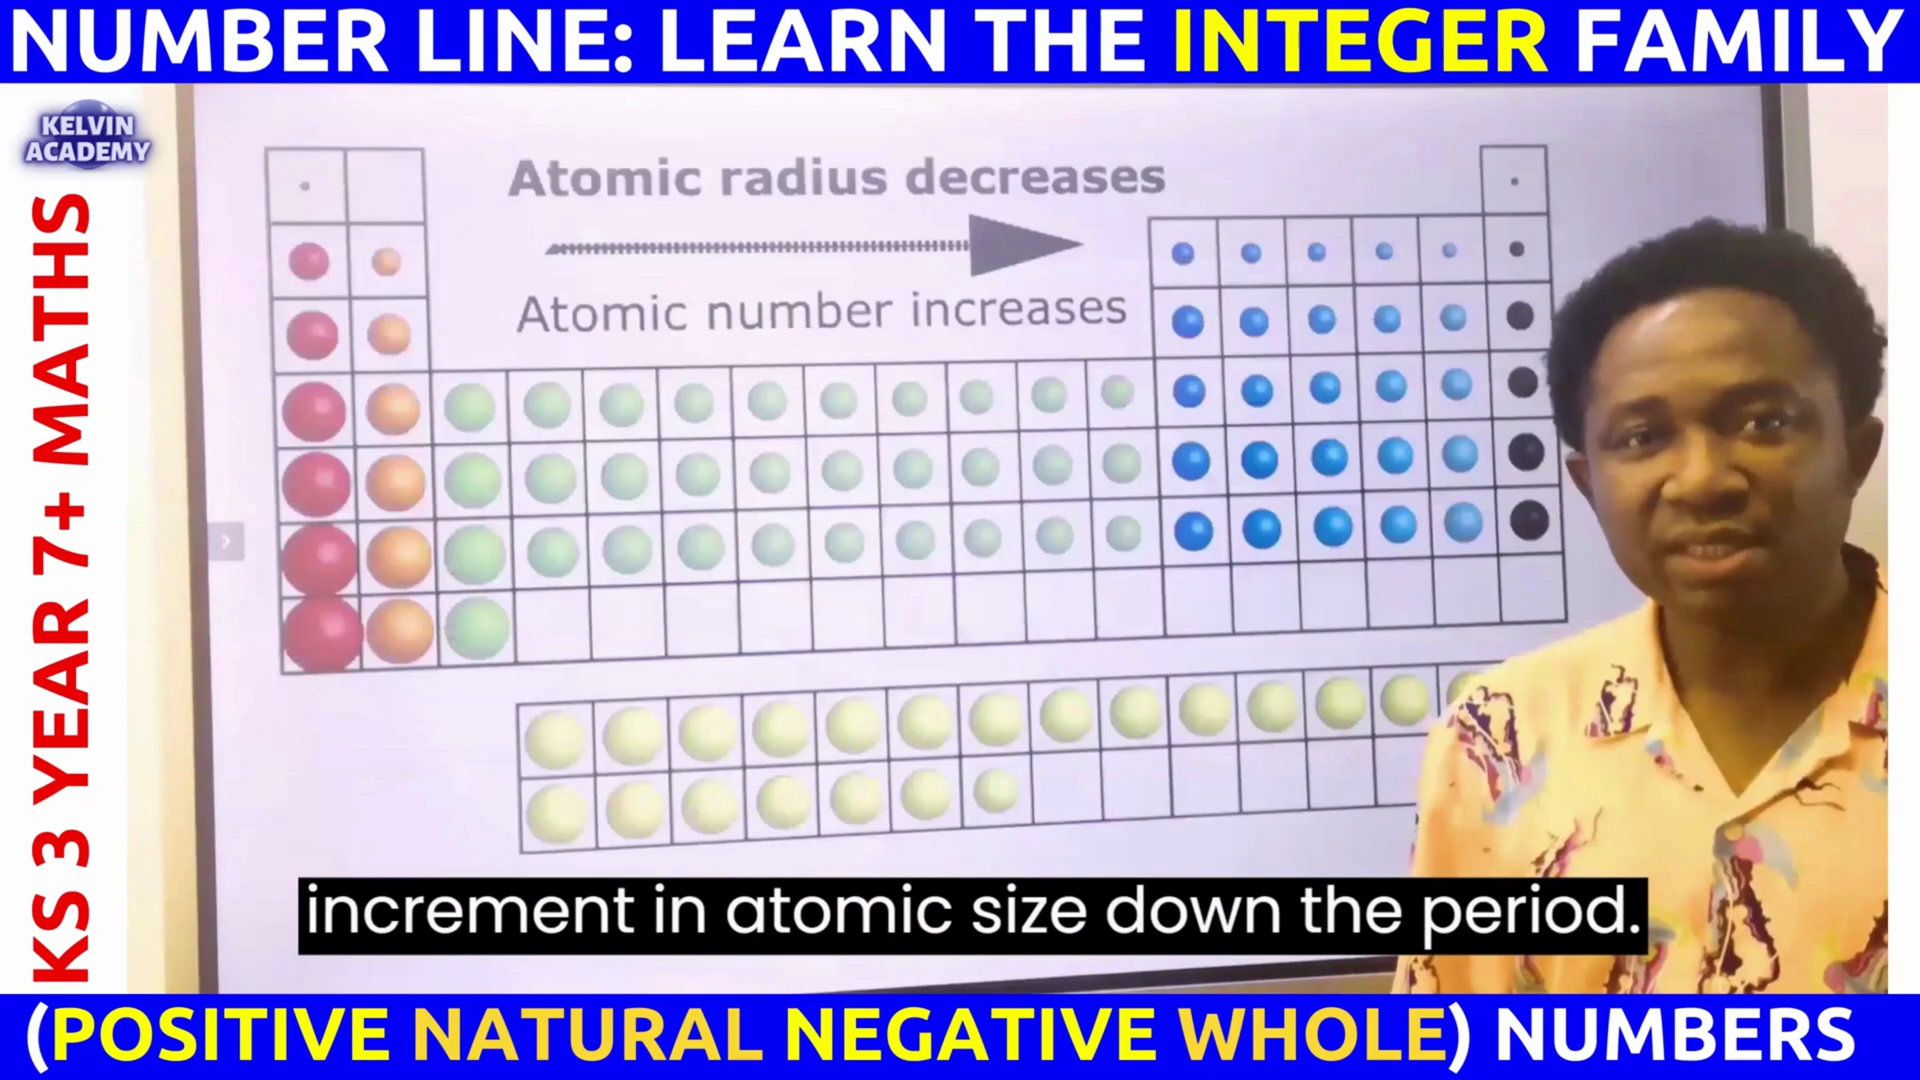 NUMBER LINE: LEARN THE INTEGER FAMILY
KELVIN
ACADEMY
KS 3 YEAR 7+ MATHS
Atomic radius decreases
Atomic number increases
increment in atomic size down the period.
(POSITIVE NATURAL NEGATIVE WHOLE) NUMBERS